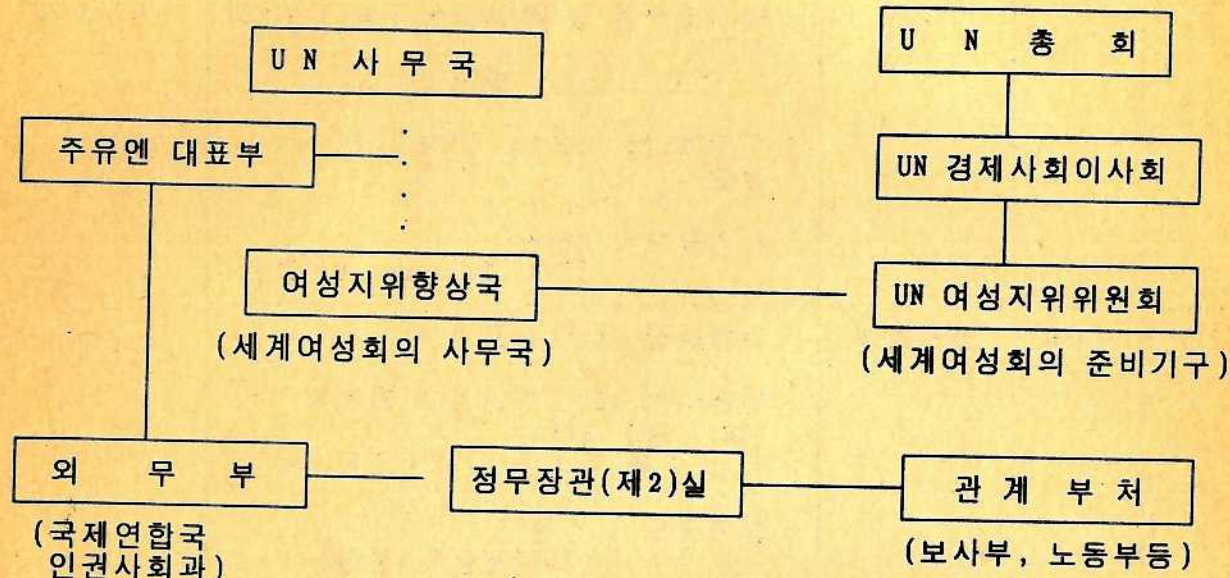 UN 사무국
U N 총 회
주유엔 대표부
UN 경제사회이사회
여성지위향상국
UN 여성지위위원회
(세계여성회의 사무국)
(세계여성회의 준비기구)
외 무 부
정무장관(제2)실
관계 부처
(국제연합국
인권사회과)
(보사부, 노동부등)